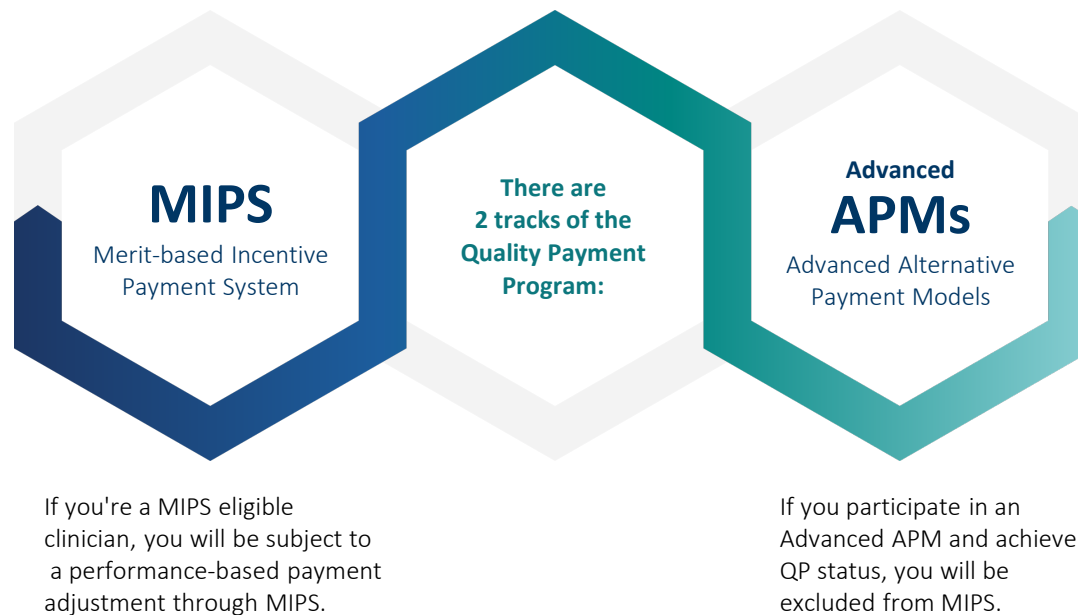 MIPS
Merit-based Incentive
Payment System
There are
2 tracks of the
Quality Payment
Program:
Advanced
APMs
Advanced Alternative
Payment Models
If you're a MIPS eligible
clinician, you will be subject to
a performance-based payment
adjustment through MIPS.
If you participate in an
Advanced APM and achieve
QP status, you will be
excluded from MIPS.